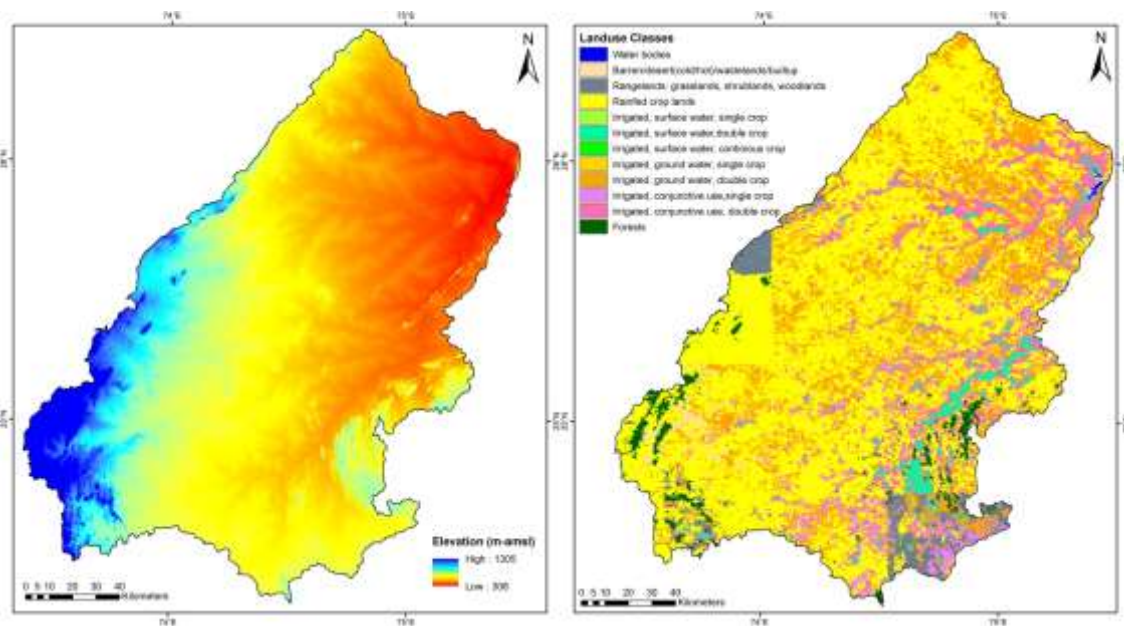 74°E
75°E
N
Elevation (m-amsl)
High : 1305
Low : 306
0 5 10 20 30 40
Kilometers
74°E
75°E
74°E
75°E
N
Landuse Classes
Water bodies
Barren/desert(cold/hot)/wastelands/builtup
Rangelands: grasslands, shrublands, woodlands
Rainfed crop lands
Irrigated, surface water, single crop
Irrigated, surface water,double crop
Irrigated, surface water, continous crop
Irrigated, ground water, single crop
Irrigated, ground water, double crop
Irrigated, conjunctive use,single crop
Irrigated, conjunctive use, double crop
Forests
0 5 10 20 30 40
Kilometers
74°E
75°E